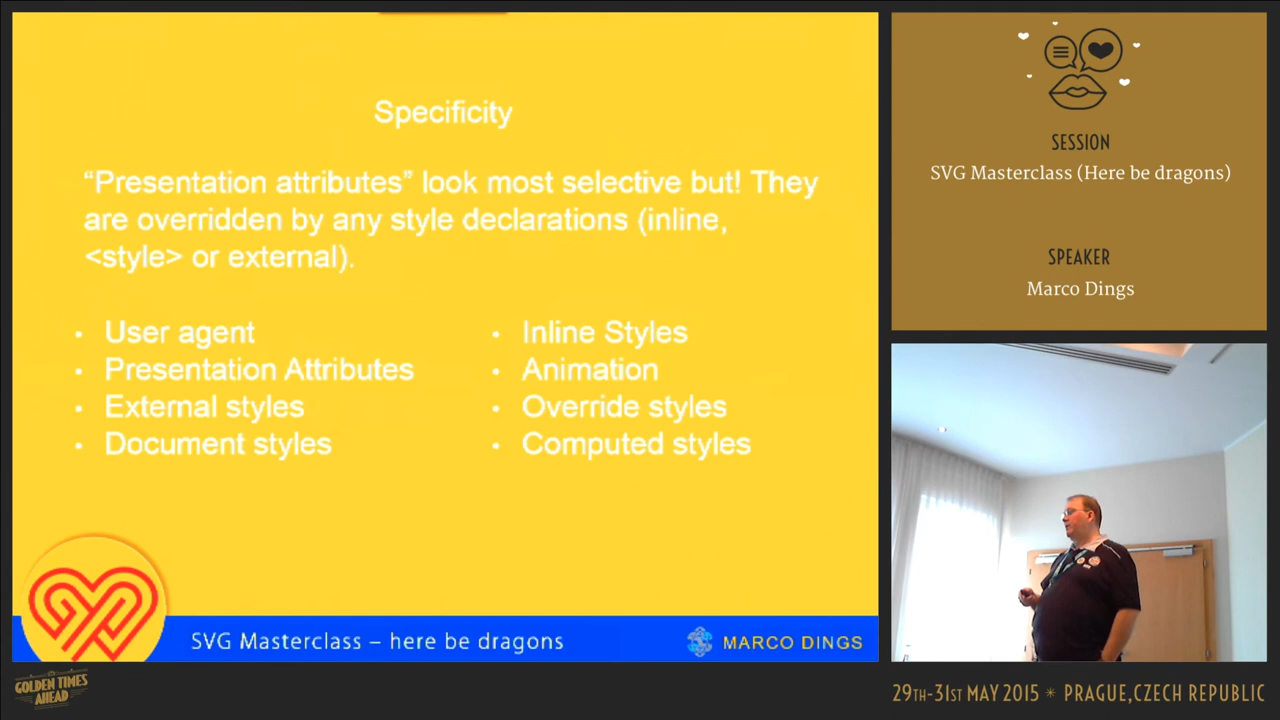 Specificity
“Presentation attributes” look most selective but! They
are overridden by any style declarations (inline,
<style> or external).
• User agent
• Presentation Attributes
• External styles
• Document styles
• Inline Styles
• Animation
• Override styles
• Computed styles
SVG Masterclass – here be dragons
MARCO DINGS
SESSION
SVG Masterclass (Here be dragons)
SPEAKER
Marco Dings
GOLDEN TIMES
AHEAD
29TH-31ST MAY 2015 * PRAGUE, CZECH REPUBLIC